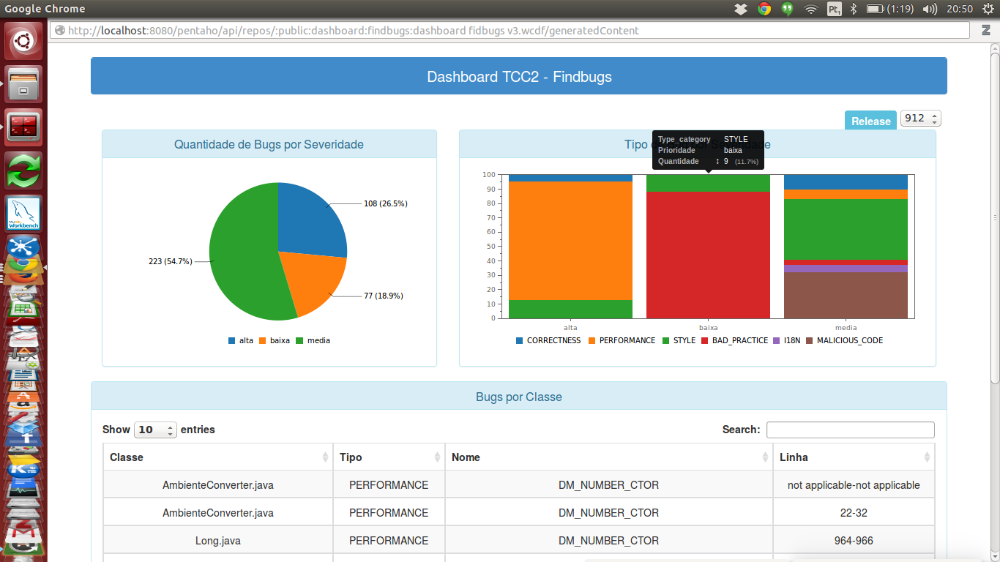 Google Chrome
Pt1
(1:19)
20:50
http://localhost:8080/pentaho/api/repos/:public:dashboard:findbugs:dashboard fidbugs v3.wcdf/generatedContent
Dashboard TCC2 - Findbugs
Release 912
Quantidade de Bugs por Severidade
108 (26.5%)
223 (54.7%)
77 (18.9%)
alta baixa media
Tipo
Type_category STYLE
Prioridade baixa
Quantidade : 9 (11.7%)
100
90
80
70
60
50
40
30
20
10
0
alta baixa media
CORRECTNESS PERFORMANCE STYLE BAD_PRACTICE I18N MALICIOUS_CODE
Bugs por Classe
Show 10 entries
Search:
Classe Tipo Nome Linha
AmbienteConverter.java PERFORMANCE DM_NUMBER_CTOR not applicable-not applicable
AmbienteConverter.java PERFORMANCE DM_NUMBER_CTOR 22-32
Long.java PERFORMANCE DM_NUMBER_CTOR 964-966
Workbench